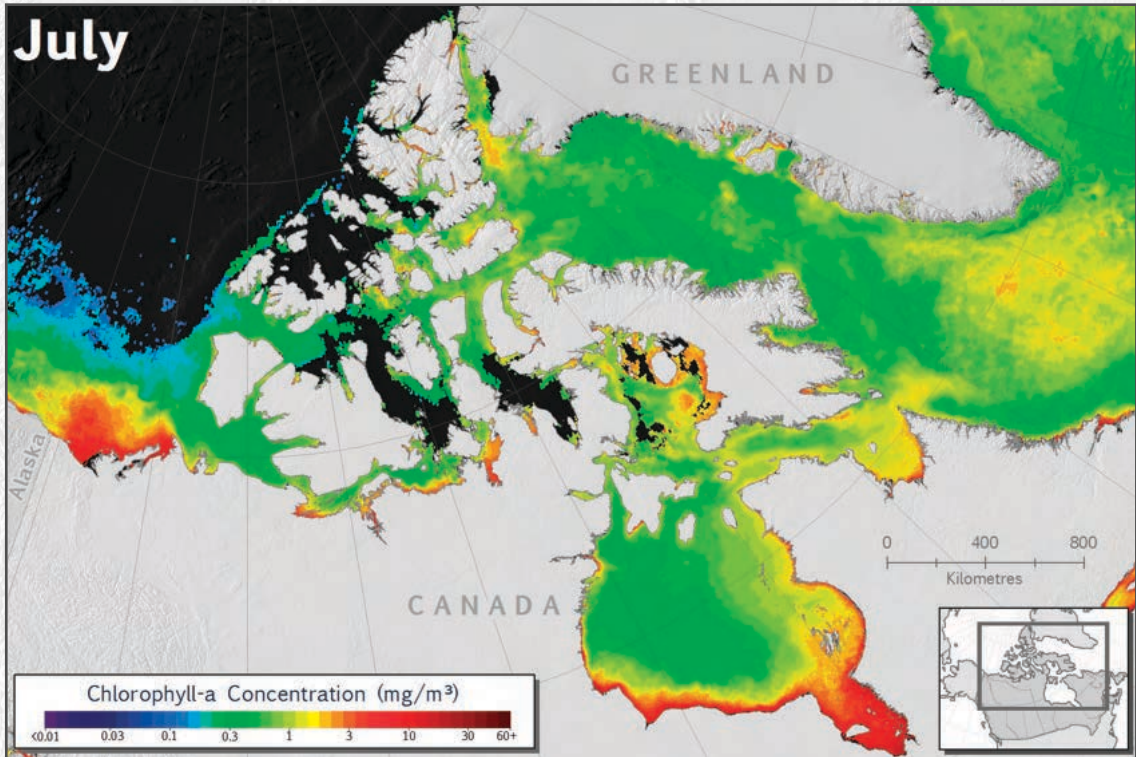 July
GREENLAND
Alaska
CANADA
0 400 800
Kilometres
Chlorophyll-a Concentration (mg/m³)
<0.01 0.03 0.1 0.3 1 3 10 30 60+